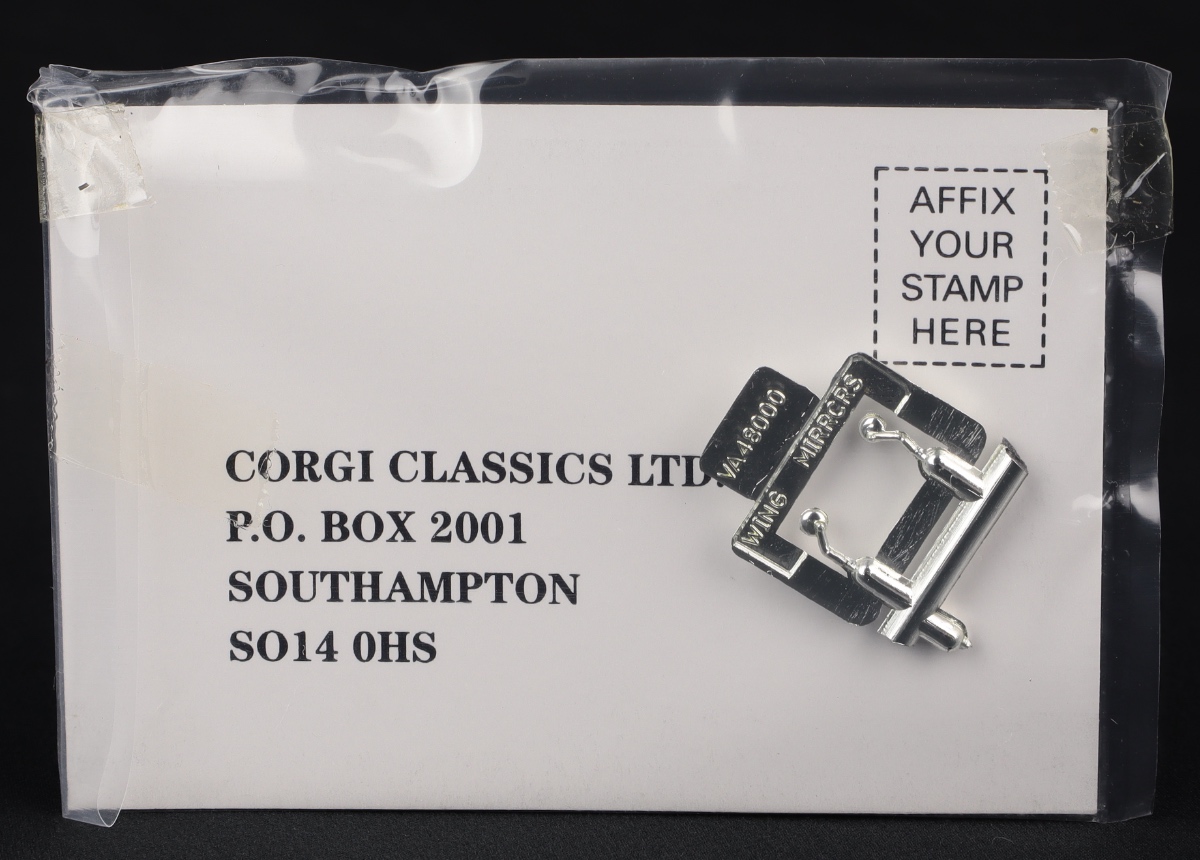 AFFIX
YOUR
STAMP
HERE
VA48000
WING MIRRORS
CORGI CLASSICS LTD.
P.O. BOX 2001
SOUTHAMPTON
SO14 0HS